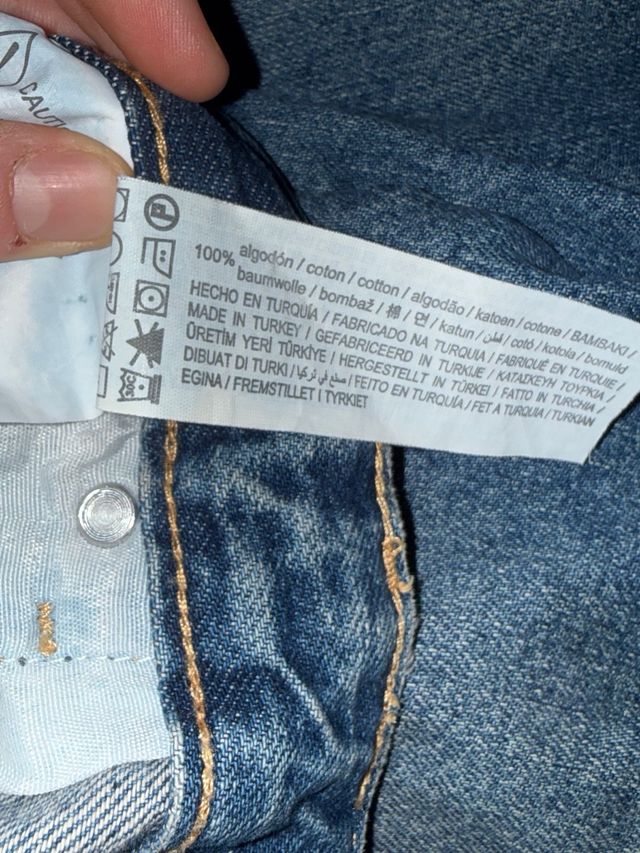 CAUTI
P
30C
100% algodón / coton / cotton / algodão / katoen / cotone / BAMBAKI /
baumwolle / bombaž / 棉 / 면 / katun / قطن / cotó / kotoia / bomuld
HECHO EN TURQUÍA / FABRICADO NA TURQUIA / FABRIQUÉ EN TURQUIE /
MADE IN TURKEY / GEFABRICEERD IN TURKIJE / ΚΑΤΑΣΚΕΥΗ ΤΟΥΡΚΙΑ /
ÜRETİM YERİ TÜRKİYE / HERGESTELLT IN TÜRKEI / FATTO IN TURCHIA /
DIBUAT DI TURKI / صنع في تركيا / FEITO EN TURQUÍA / FET A TURQUIA / TURKIAN
EGINA / FREMSTILLET I TYRKIET